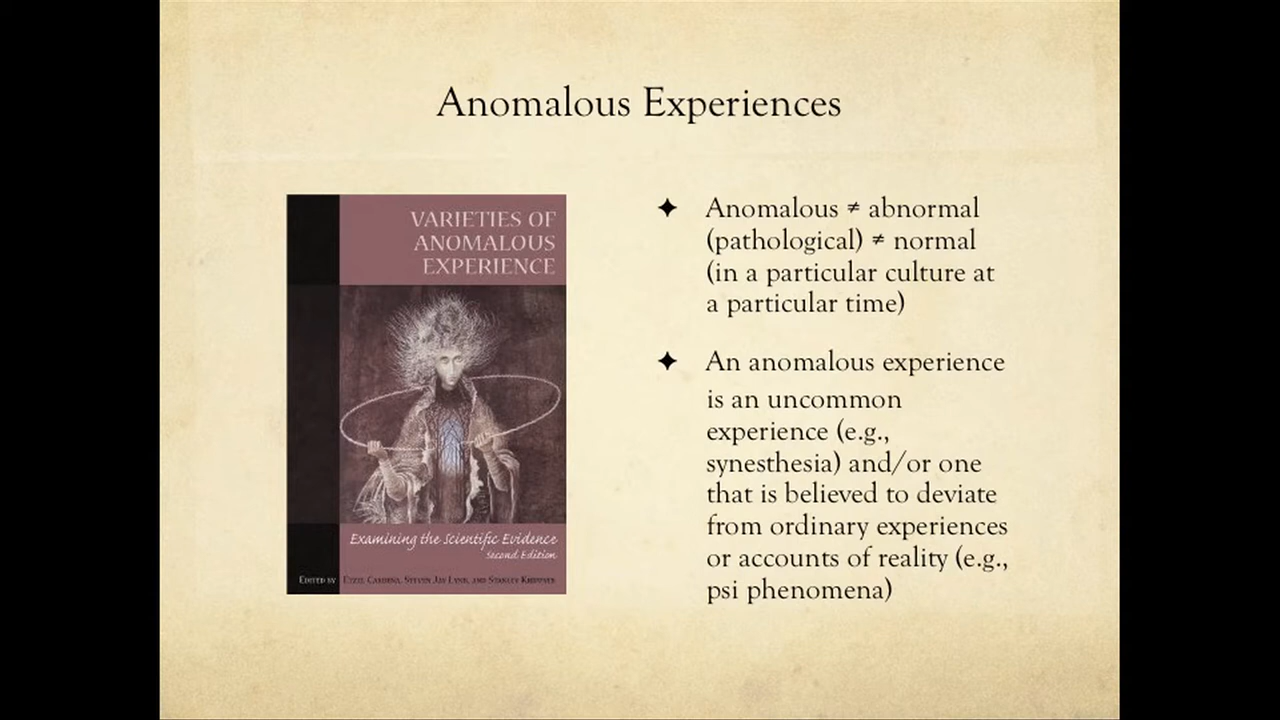 Anomalous Experiences
VARIETIES OF
ANOMALOUS
EXPERIENCE
Examining the Scientific Evidence
Second Edition
EDITED BY ETZEL CARDEÑA, STEVEN JAY LYNN, AND STANLEY KRIPPNER
✦ Anomalous ≠ abnormal
(pathological) ≠ normal
(in a particular culture at
a particular time)
✦ An anomalous experience
is an uncommon
experience (e.g.,
synesthesia) and/or one
that is believed to deviate
from ordinary experiences
or accounts of reality (e.g.,
psi phenomena)